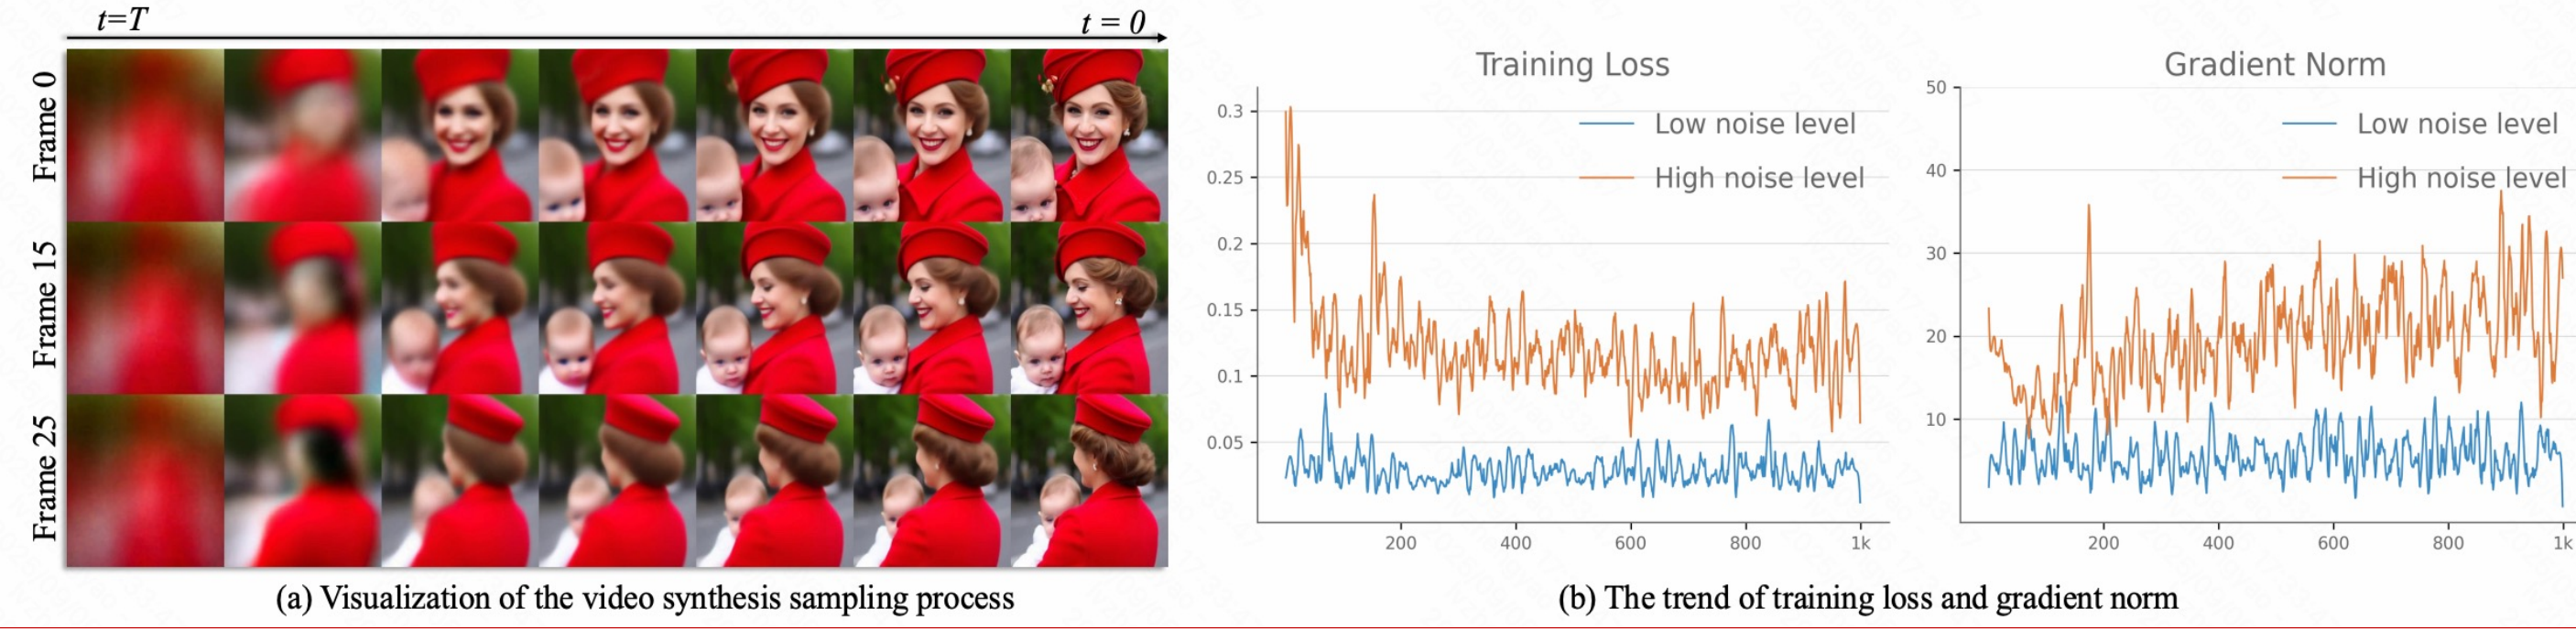 t=T
t = 0
Frame 0
Frame 15
Frame 25
(a) Visualization of the video synthesis sampling process
Training Loss
0.3
0.25
0.2
0.15
0.1
0.05
Low noise level
High noise level
200 400 600 800 1k
Gradient Norm
50
40
30
20
10
Low noise level
High noise level
200 400 600 800 1k
(b) The trend of training loss and gradient norm